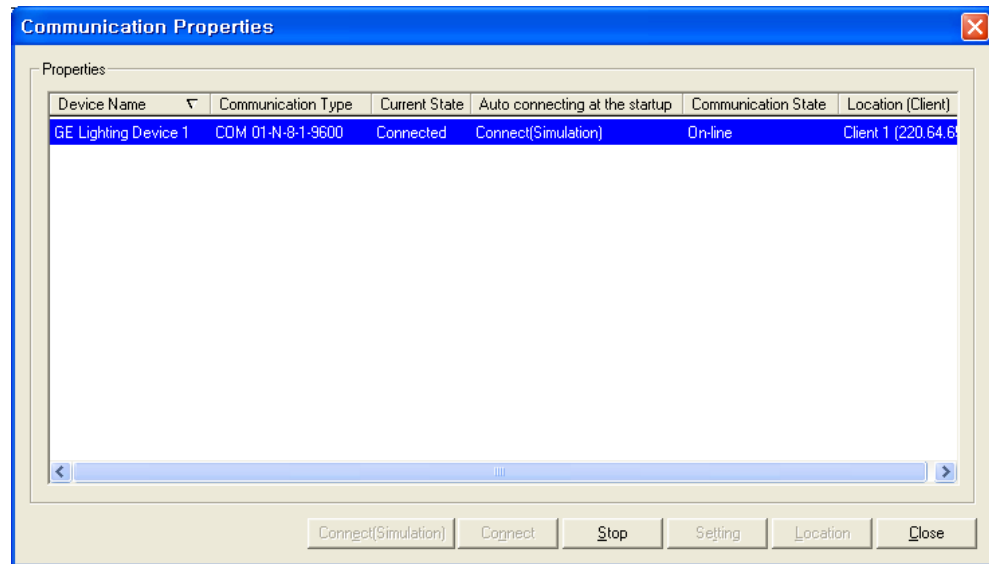 Communication Properties
Properties
Device Name Communication Type Current State Auto connecting at the startup Communication State Location (Client)
GE Lighting Device 1 COM 01-N-8-1-9600 Connected Connect(Simulation) On-line Client 1 (220.64.6
Connect(Simulation) Connect Stop Setting Location Close